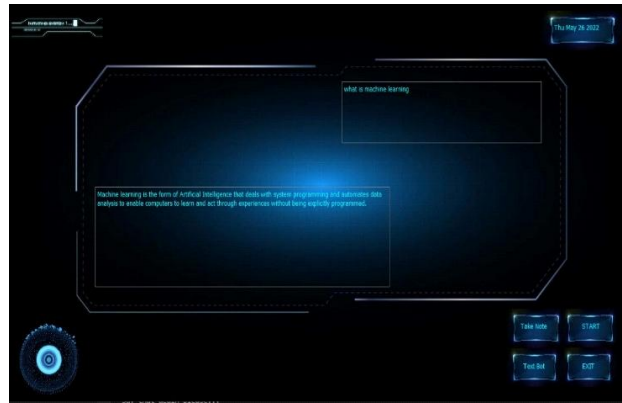 Thu May 26 2022
what is machine learning
Machine learning is the form of Artificial Intelligence that deals with system programming and automates data
analysis to enable computers to learn and act through experiences without being explicitly programmed.
Take Note
START
Text Bot
EXIT